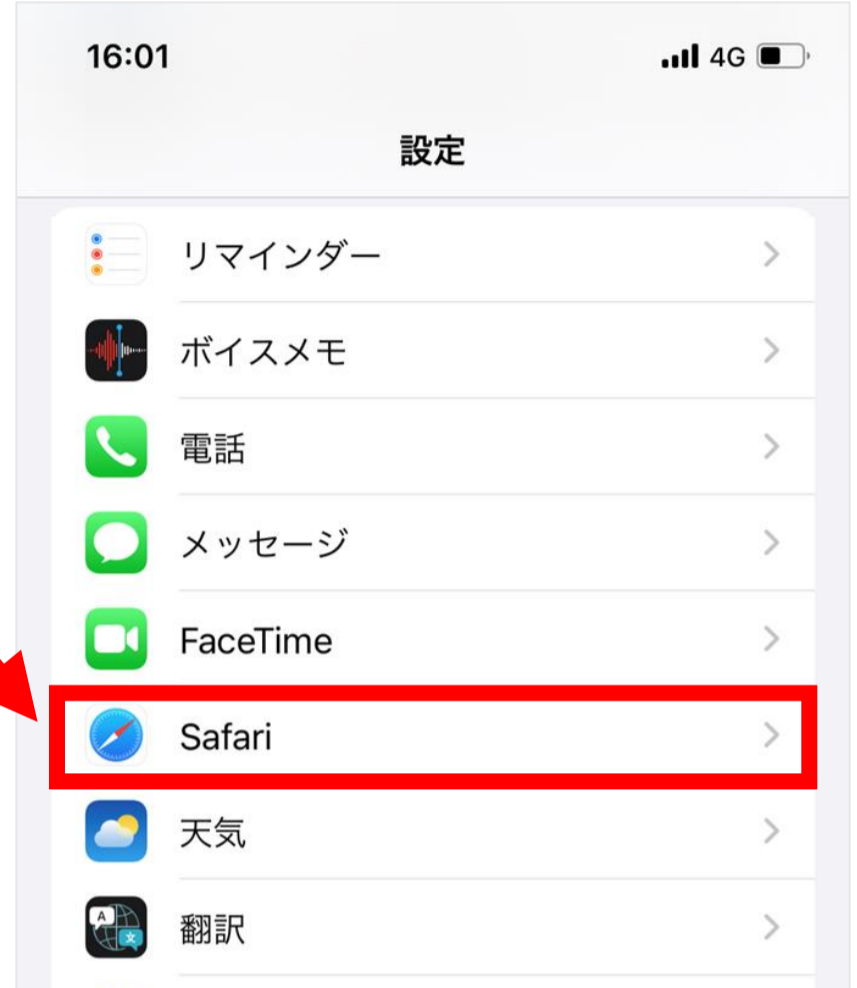 16:01 4G
設定
リマインダー
ボイスメモ
電話
メッセージ
FaceTime
Safari
天気
翻訳